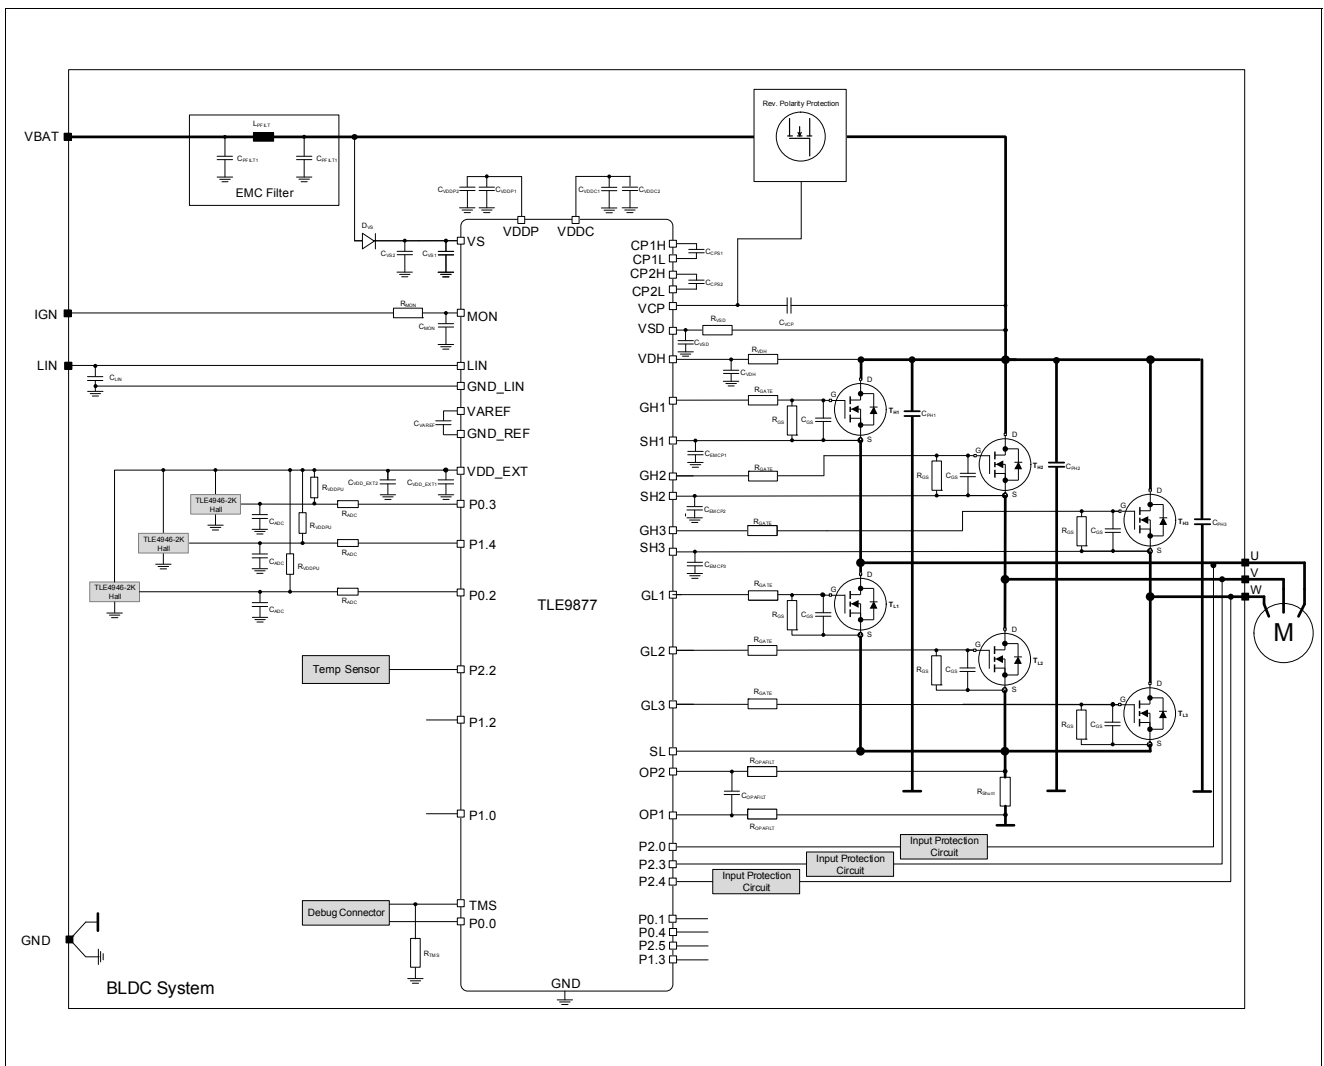 Rev. Polarity Protection
VBAT
LPFILT
CPFILT1
CPFILT1
EMC Filter
CVDDP2
CVDDP1
CVDDC1
CVDDC2
DVS
VDDP
VDDC
VS
CVS2
CVS1
CP1H
CP1L
CCPS1
CP2H
CP2L
CCPS2
VCP
CVCP
IGN
RMON
CMON
MON
VSD
RVSD
CVSD
LIN
CLIN
LIN
GND_LIN
VDH
RVDH
CVDH
VAREF
CVAREF
GND_REF
GH1
RGATE
RGS
CGS
G
D
S
TH1
CPH1
SH1
CEMCP1
GH2
RGATE
RGS
CGS
G
D
S
TH2
CPH2
SH2
CEMCP2
GH3
RGATE
RGS
CGS
G
D
S
TH3
CPH3
SH3
CEMCP3
VDD_EXT
CVDD_EXT2
CVDD_EXT1
RVDDPU
TLE4946-2K
Hall
CADC
RADC
P0.3
RVDDPU
TLE4946-2K
Hall
CADC
RADC
P1.4
RVDDPU
TLE4946-2K
Hall
CADC
RADC
P0.2
TLE9877
U
V
W
M
GL1
RGATE
RGS
CGS
G
D
S
TL1
GL2
RGATE
RGS
CGS
G
D
S
TL2
GL3
RGATE
RGS
CGS
G
D
S
TL3
Temp Sensor
P2.2
P1.2
P1.0
SL
OP2
ROPAFILT
COPAFILT
RShunt
OP1
ROPAFILT
P2.0
Input Protection
Circuit
P2.3
Input Protection
Circuit
P2.4
Input Protection
Circuit
Debug Connector
TMS
P0.0
RTMS
P0.1
P0.4
P2.5
P1.3
GND
GND
BLDC System